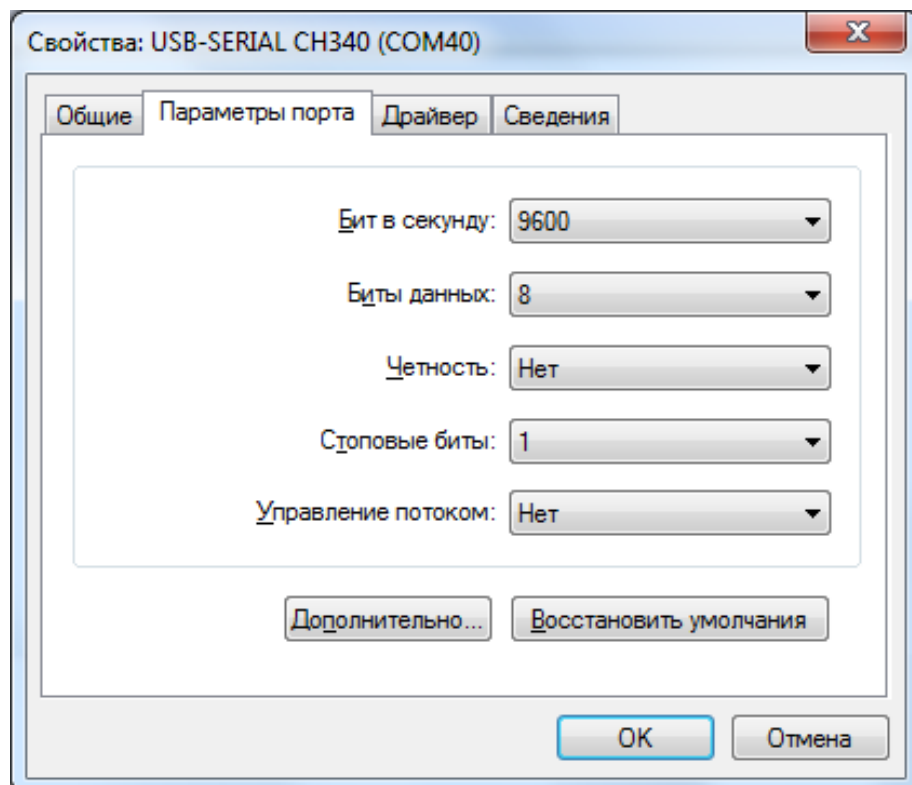 Свойства: USB-SERIAL CH340 (COM40)
Общие Параметры порта Драйвер Сведения
Бит в секунду: 9600
Биты данных: 8
Четность: Нет
Стоповые биты: 1
Управление потоком: Нет
Дополнительно... Восстановить умолчания
OK Отмена